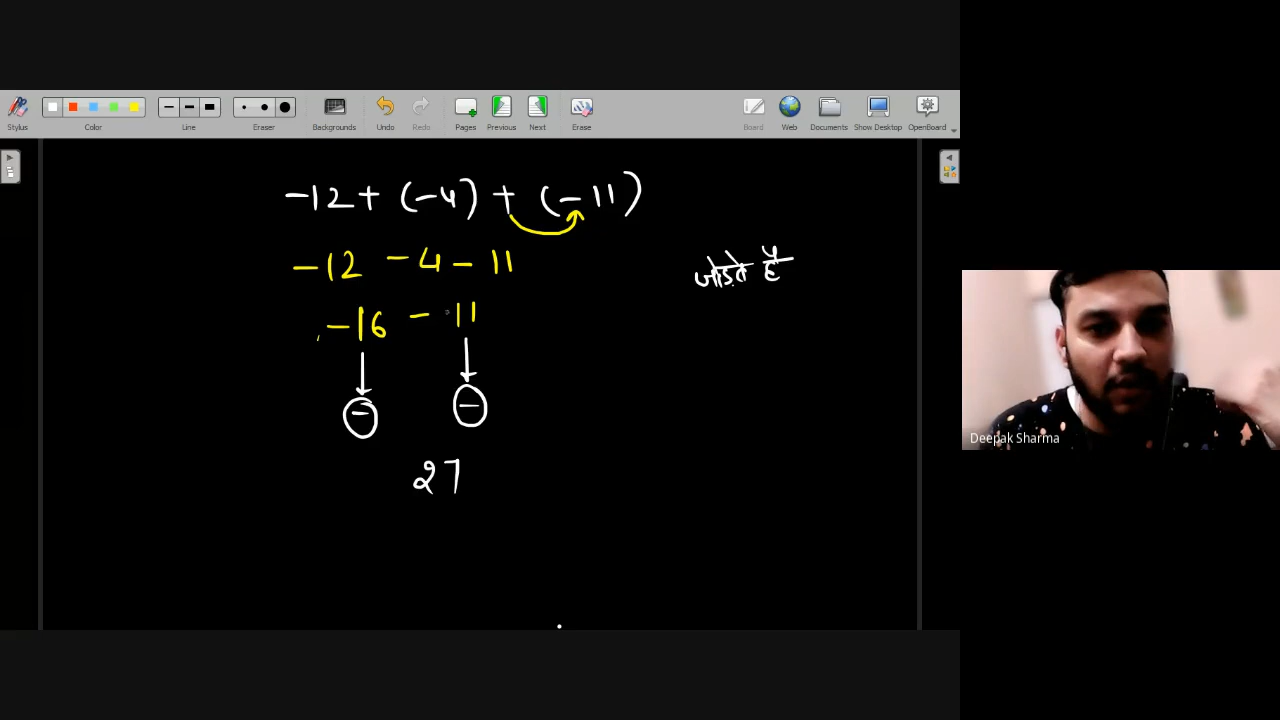 Stylus
Color
Line
Eraser
Backgrounds
Undo
Redo
Pages
Previous
Next
Erase
Board
Web
Documents
Show Desktop
OpenBoard
-12 + (-4) + (-11)
-12 -4 - 11
जोड़ते हैं
-16 - 11
- -
27
Deepak Sharma